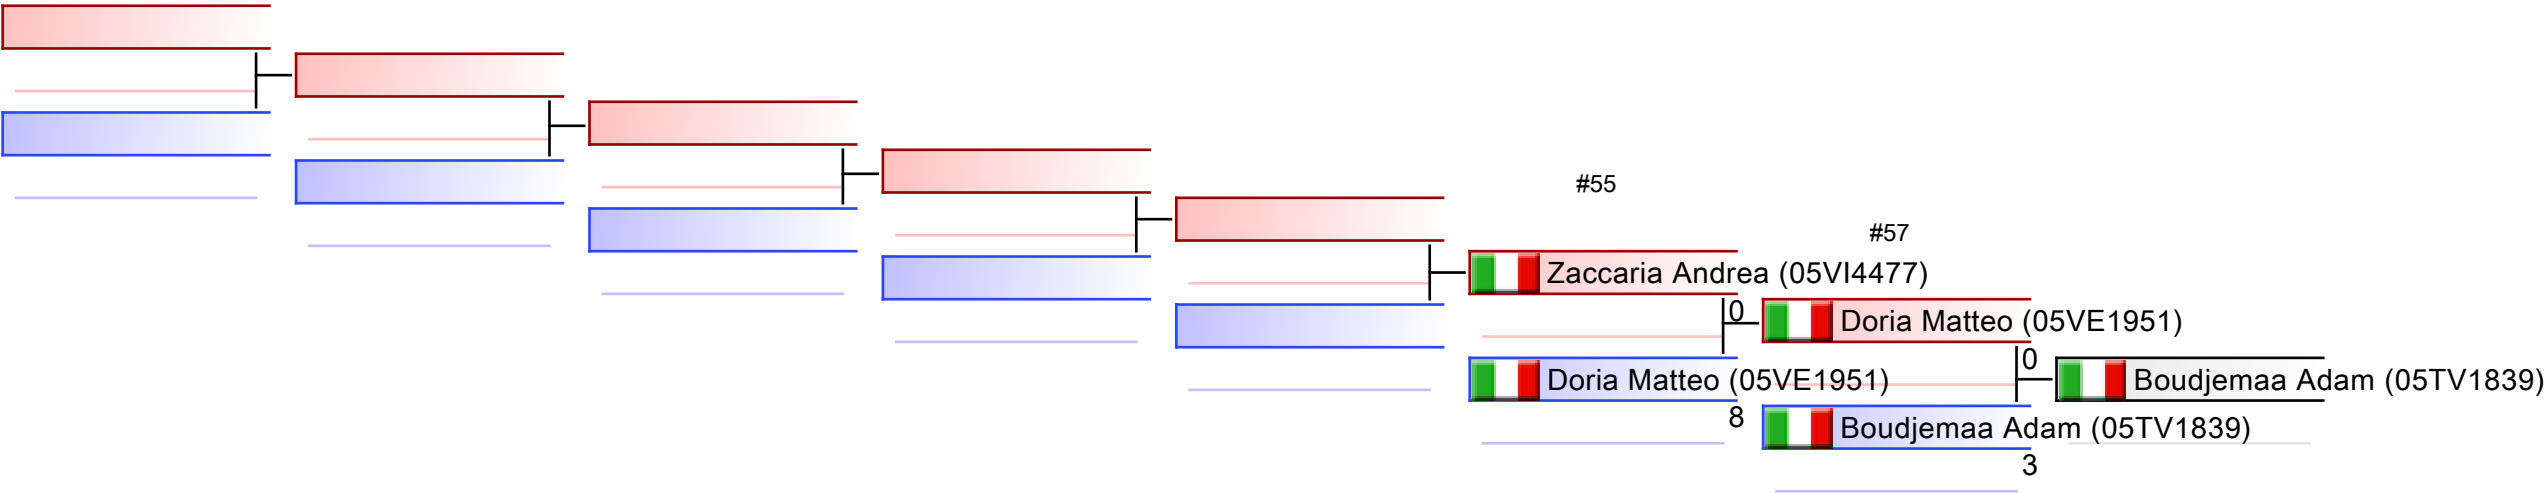 #55
#57
Zaccaria Andrea (05VI4477)
0
Doria Matteo (05VE1951)
0
Doria Matteo (05VE1951)
Boudjemaa Adam (05TV1839)
8
Boudjemaa Adam (05TV1839)
3